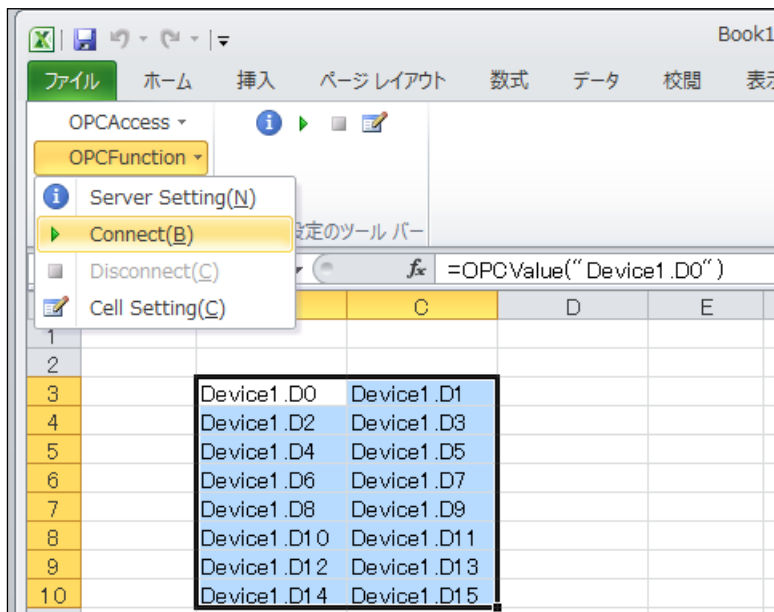 Book1
ファイル ホーム 挿入 ページ レイアウト 数式 データ 校閲 表示
OPCAccess
OPCFunction
Server Setting(N)
Connect(B)
設定のツール バー
Disconnect(C)
fx =OPCValue("Device1.D0")
Cell Setting(C)
C D E
1
2
3 Device1.D0 Device1.D1
4 Device1.D2 Device1.D3
5 Device1.D4 Device1.D5
6 Device1.D6 Device1.D7
7 Device1.D8 Device1.D9
8 Device1.D10 Device1.D11
9 Device1.D12 Device1.D13
10 Device1.D14 Device1.D15